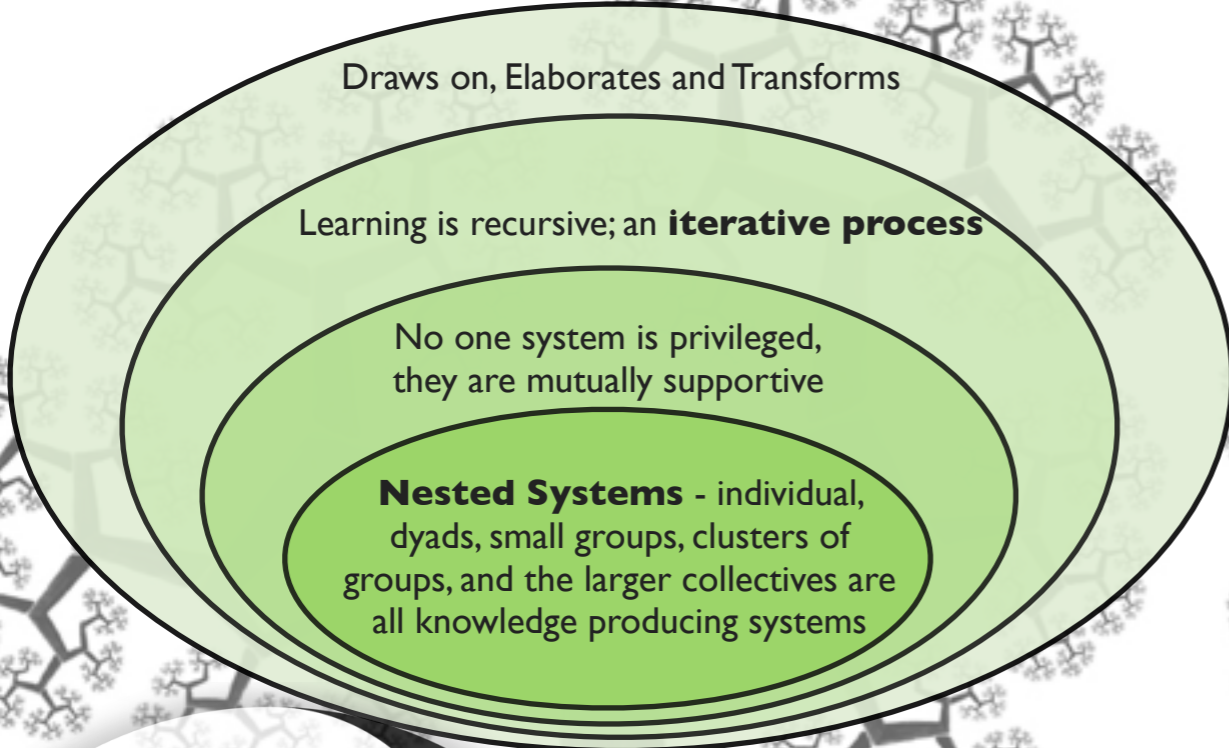 Draws on, Elaborates and Transforms
Learning is recursive; an iterative process
No one system is privileged,
they are mutually supportive
Nested Systems - individual,
dyads, small groups, clusters of
groups, and the larger collectives are
all knowledge producing systems